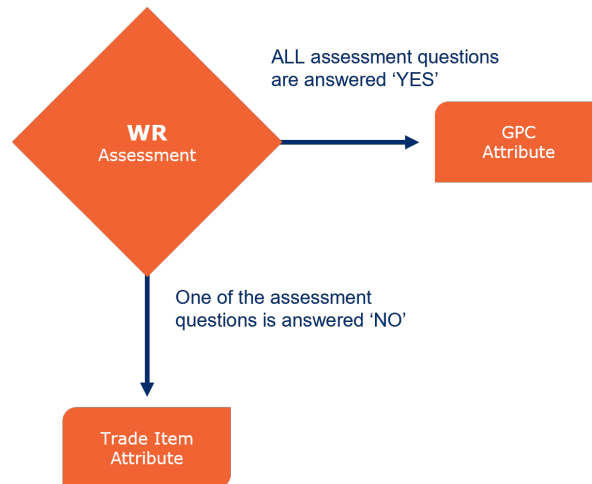 ALL assessment questions
are answered ‘YES’
WR
Assessment
GPC
Attribute
One of the assessment
questions is answered ‘NO’
Trade Item
Attribute